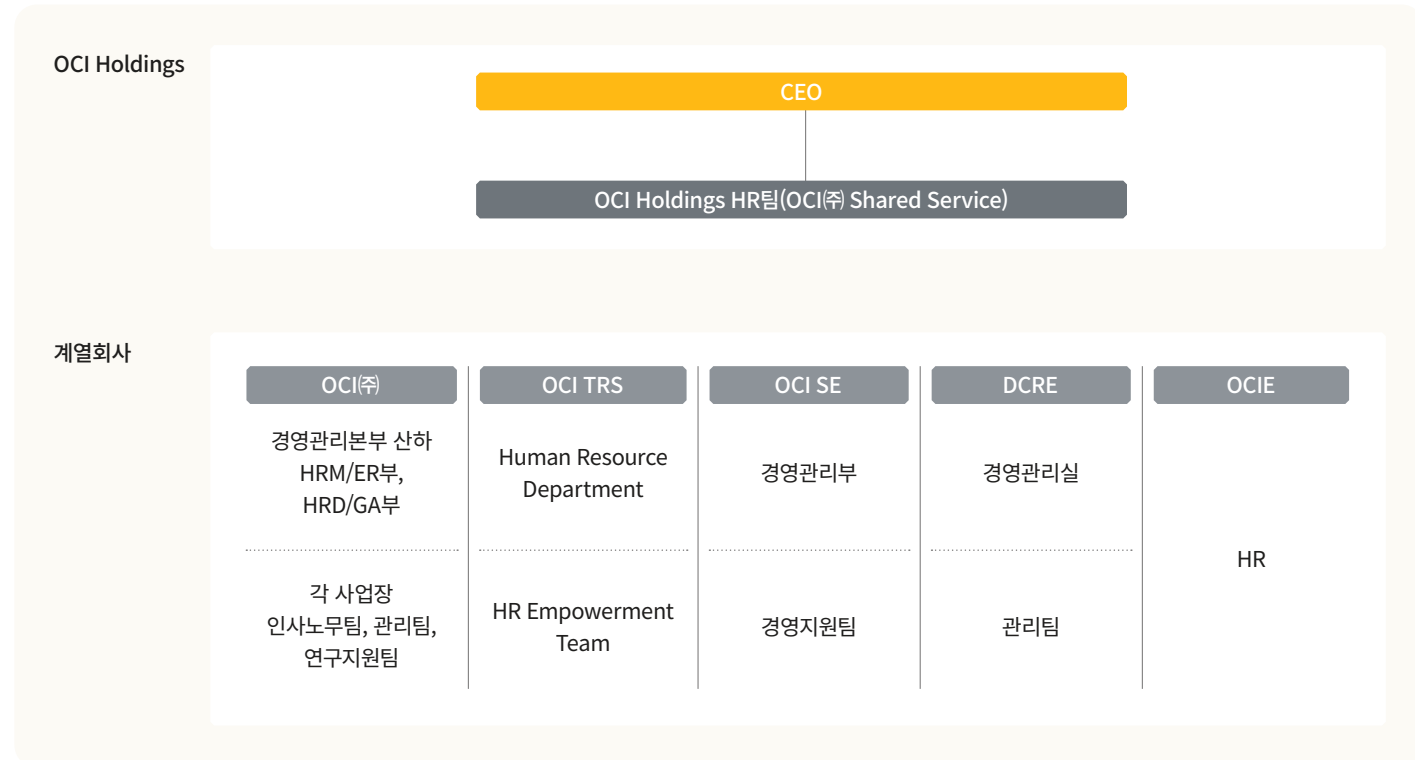 OCI Holdings
CEO
OCI Holdings HR팀(OCI㈜ Shared Service)
계열회사
OCI㈜
경영관리본부 산하
HRM/ER부,
HRD/GA부
각 사업장
인사노무팀, 관리팀,
연구지원팀
OCI TRS
Human Resource
Department
HR Empowerment
Team
OCI SE
경영관리부
경영지원팀
DCRE
경영관리실
관리팀
OCIE
HR